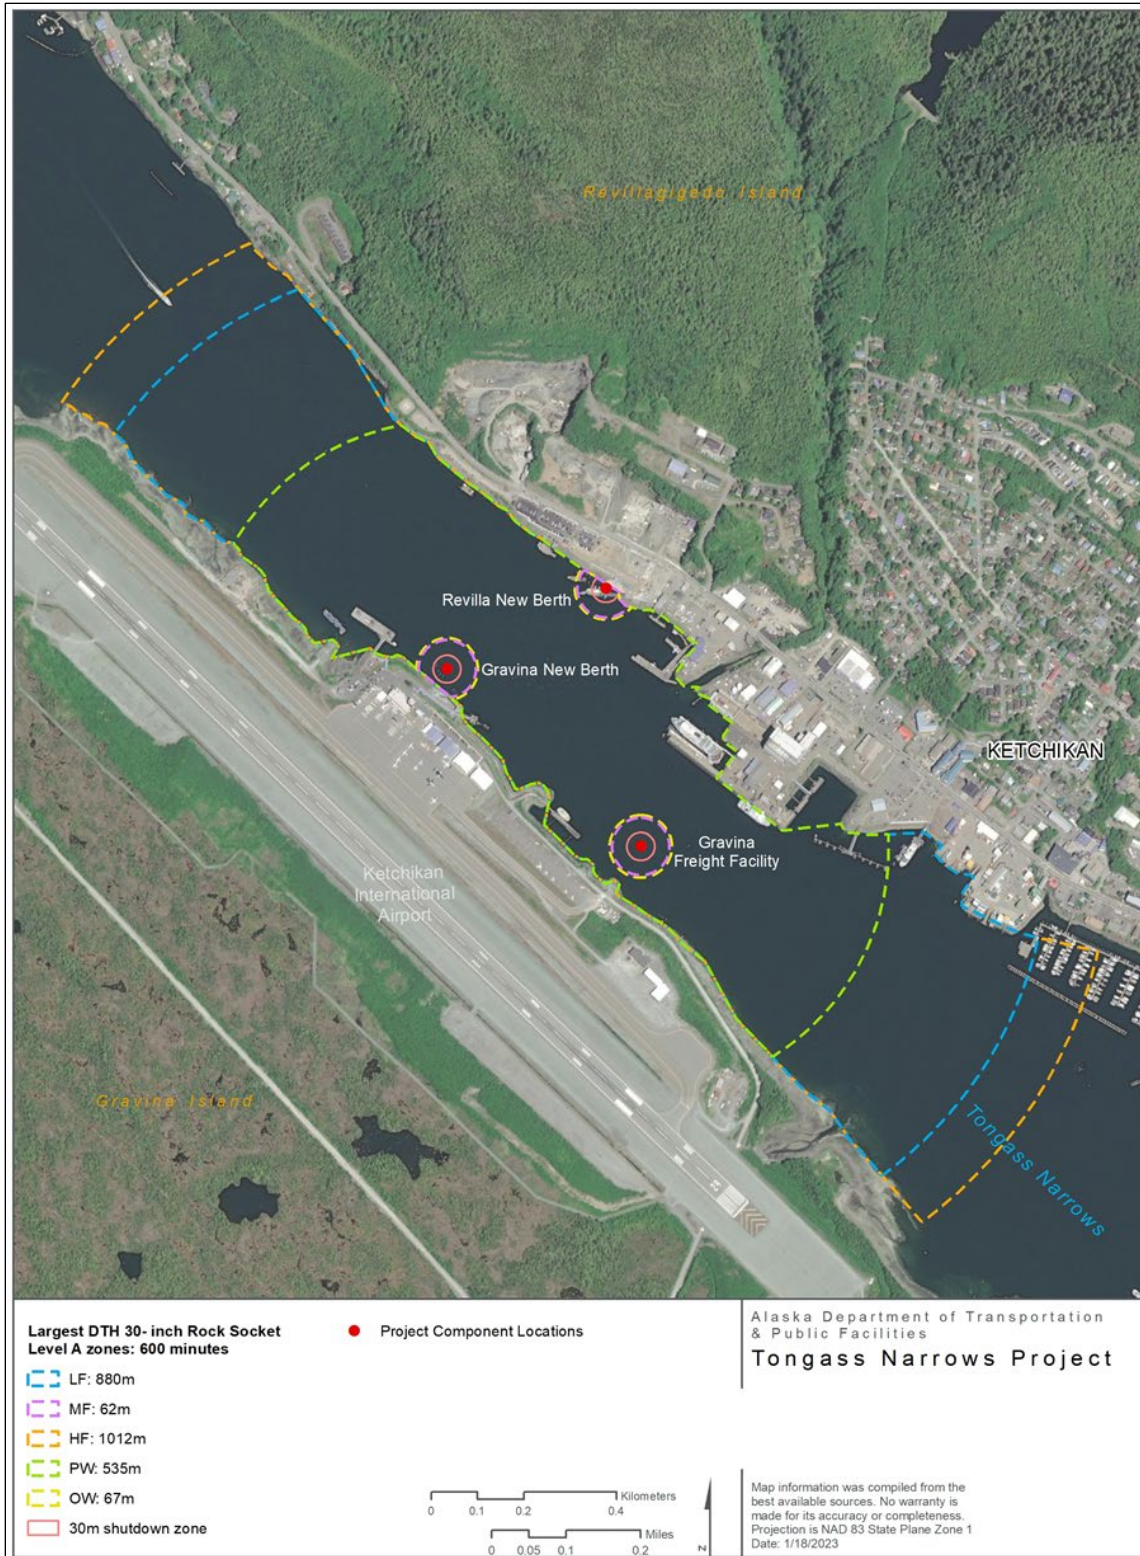 Revillagigedo Island
Revilla New Berth
Gravina New Berth
KETCHIKAN
Gravina
Freight Facility
Ketchikan
International
Airport
Gravina Island
Tongass Narrows
Largest DTH 30- inch Rock Socket
Level A zones: 600 minutes
LF: 880m
MF: 62m
HF: 1012m
PW: 535m
OW: 67m
30m shutdown zone
Project Component Locations
0 0.1 0.2 0.4 Kilometers
0 0.05 0.1 0.2 Miles
N
Alaska Department of Transportation
& Public Facilities
Tongass Narrows Project
Map information was compiled from the
best available sources. No warranty is
made for its accuracy or completeness.
Projection is NAD 83 State Plane Zone 1
Date: 1/18/2023